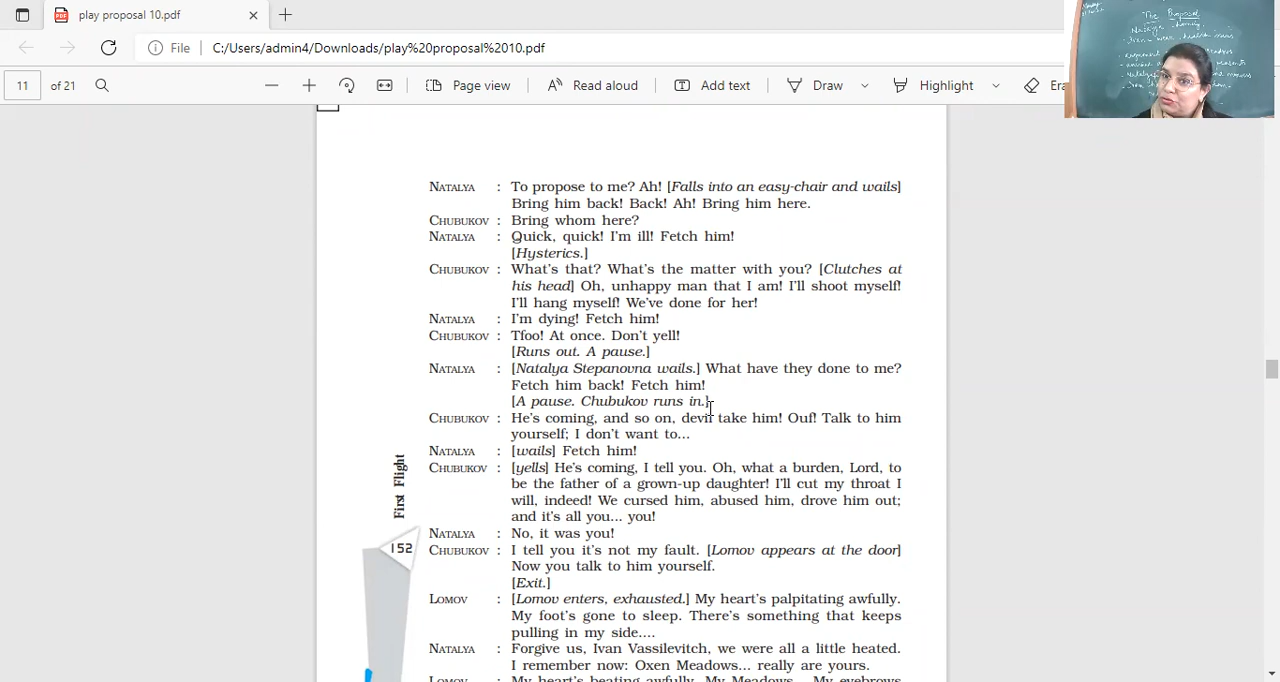 play proposal 10.pdf
File C:/Users/admin4/Downloads/play%20proposal%2010.pdf
11 of 21 Page view Read aloud Add text Draw Highlight
The Proposal
NATALYA : To propose to me? Ah! [Falls into an easy-chair and wails]
Bring him back! Back! Ah! Bring him here.
CHUBUKOV : Bring whom here?
NATALYA : Quick, quick! I'm ill! Fetch him!
[Hysterics.]
CHUBUKOV : What's that? What's the matter with you? [Clutches at
his head] Oh, unhappy man that I am! I'll shoot myself!
I'll hang myself! We've done for her!
NATALYA : I'm dying! Fetch him!
CHUBUKOV : Tfoo! At once. Don't yell!
[Runs out. A pause.]
NATALYA : [Natalya Stepanovna wails.] What have they done to me?
Fetch him back! Fetch him!
[A pause. Chubukov runs in.]
CHUBUKOV : He's coming, and so on, devil take him! Ouf! Talk to him
yourself; I don't want to...
NATALYA : [wails] Fetch him!
CHUBUKOV : [yells] He's coming, I tell you. Oh, what a burden, Lord, to
be the father of a grown-up daughter! I'll cut my throat I
will, indeed! We cursed him, abused him, drove him out;
and it's all you... you!
NATALYA : No, it was you!
CHUBUKOV : I tell you it's not my fault. [Lomov appears at the door]
Now you talk to him yourself.
[Exit.]
LOMOV : [Lomov enters, exhausted.] My heart's palpitating awfully.
My foot's gone to sleep. There's something that keeps
pulling in my side....
NATALYA : Forgive us, Ivan Vassilevitch, we were all a little heated.
I remember now: Oxen Meadows... really are yours.
LOMOV : My heart's beating awfully. My Meadows... My eyebrows
First Flight
152